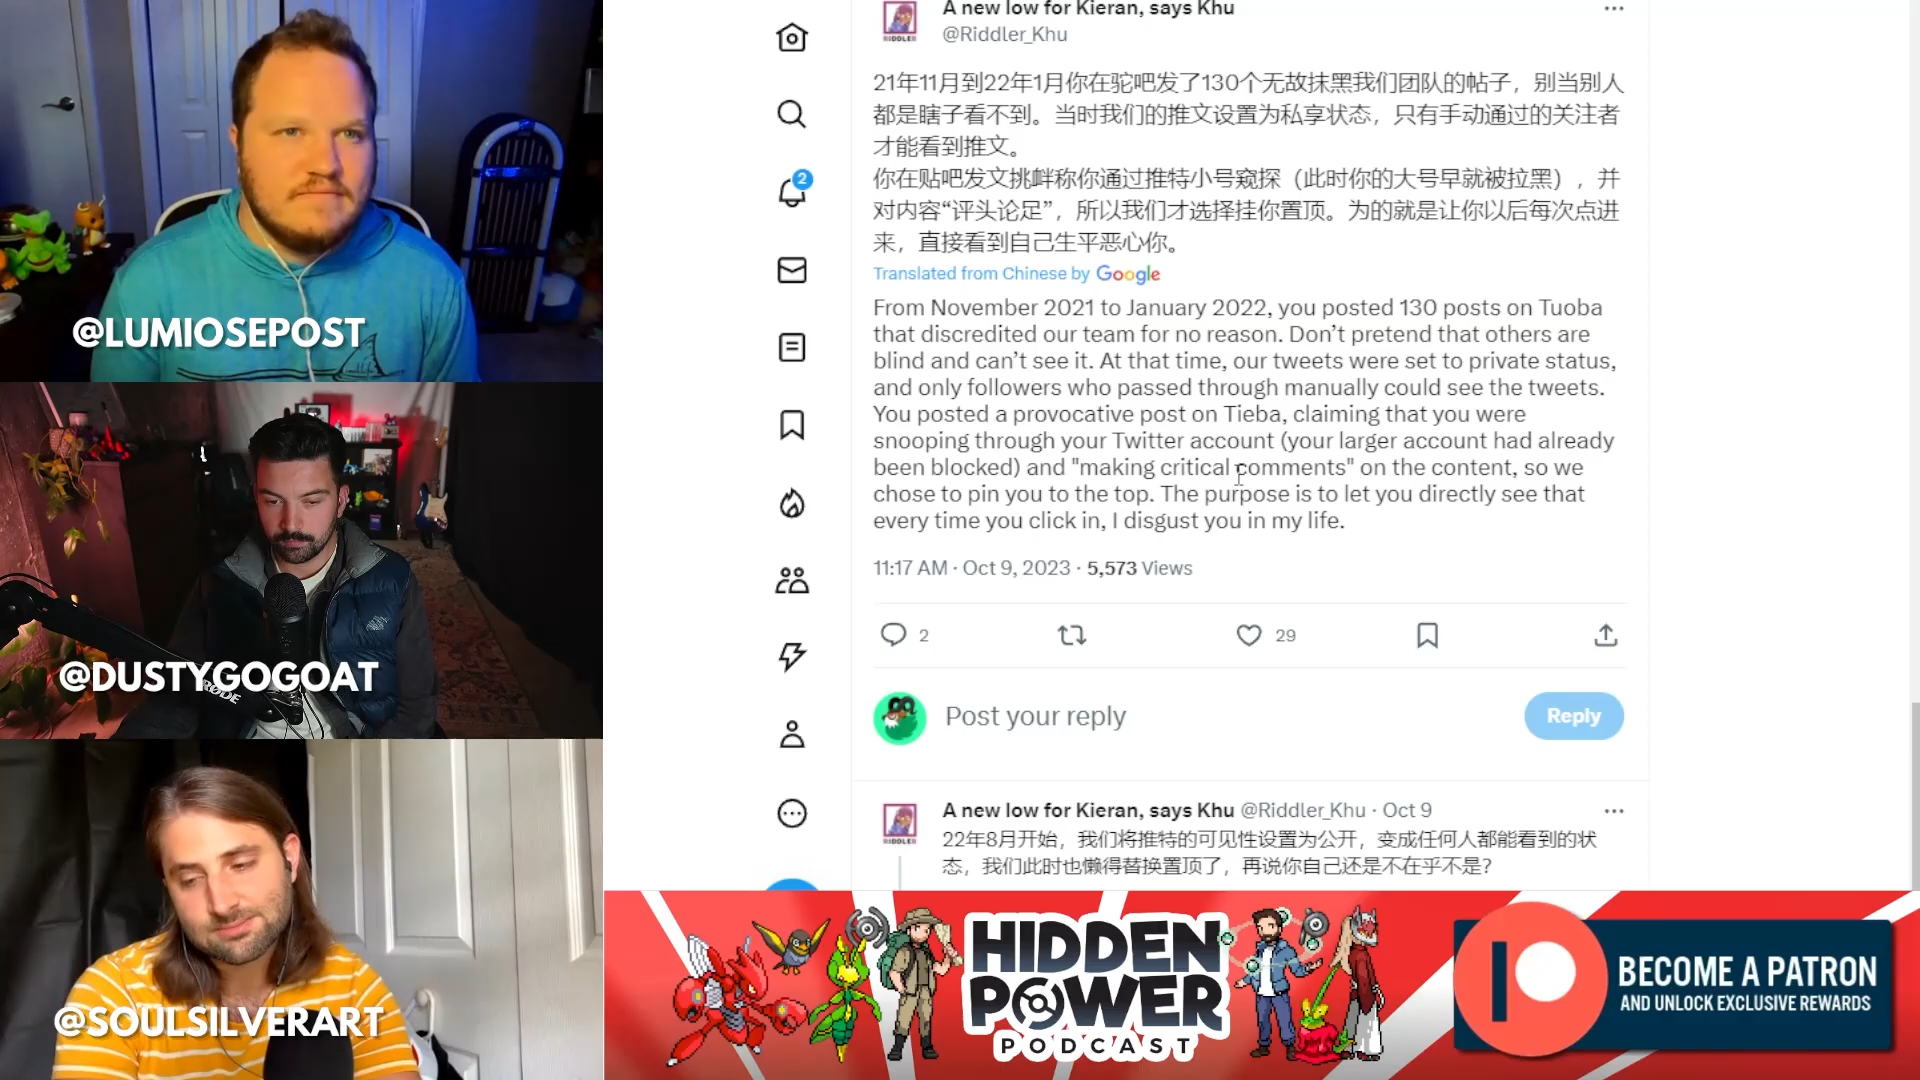 A new low for Kieran, says Khu
@Riddler_Khu
21年11月到22年1月你在驼吧发了130个无故抹黑我们团队的帖子，别当别人
都是瞎子看不到。当时我们的推文设置为私享状态，只有手动通过的关注者
才能看到推文。
你在贴吧发文挑衅称你通过推特小号窥探（此时你的大号早就被拉黑），并
对内容“评头论足”，所以我们才选择挂你置顶。为的就是让你以后每次点进
来，直接看到自己生平恶心你。
Translated from Chinese by Google
From November 2021 to January 2022, you posted 130 posts on Tuoba
that discredited our team for no reason. Don’t pretend that others are
blind and can’t see it. At that time, our tweets were set to private status,
and only followers who passed through manually could see the tweets.
You posted a provocative post on Tieba, claiming that you were
snooping through your Twitter account (your larger account had already
been blocked) and "making critical comments" on the content, so we
chose to pin you to the top. The purpose is to let you directly see that
every time you click in, I disgust you in my life.
11:17 AM · Oct 9, 2023 · 5,573 Views
2
29
Post your reply
Reply
A new low for Kieran, says Khu @Riddler_Khu · Oct 9
22年8月开始，我们将推特的可见性设置为公开，变成任何人都能看到的状
态，我们此时也懒得替换置顶了，再说你自己还是不在乎不是？
2
RIDDLER
RIDDLER
@LUMIOSEPOST
@DUSTYGOGOAT
RØDE
@SOULSILVERART
HIDDEN
POWER
PODCAST
BECOME A PATRON
AND UNLOCK EXCLUSIVE REWARDS